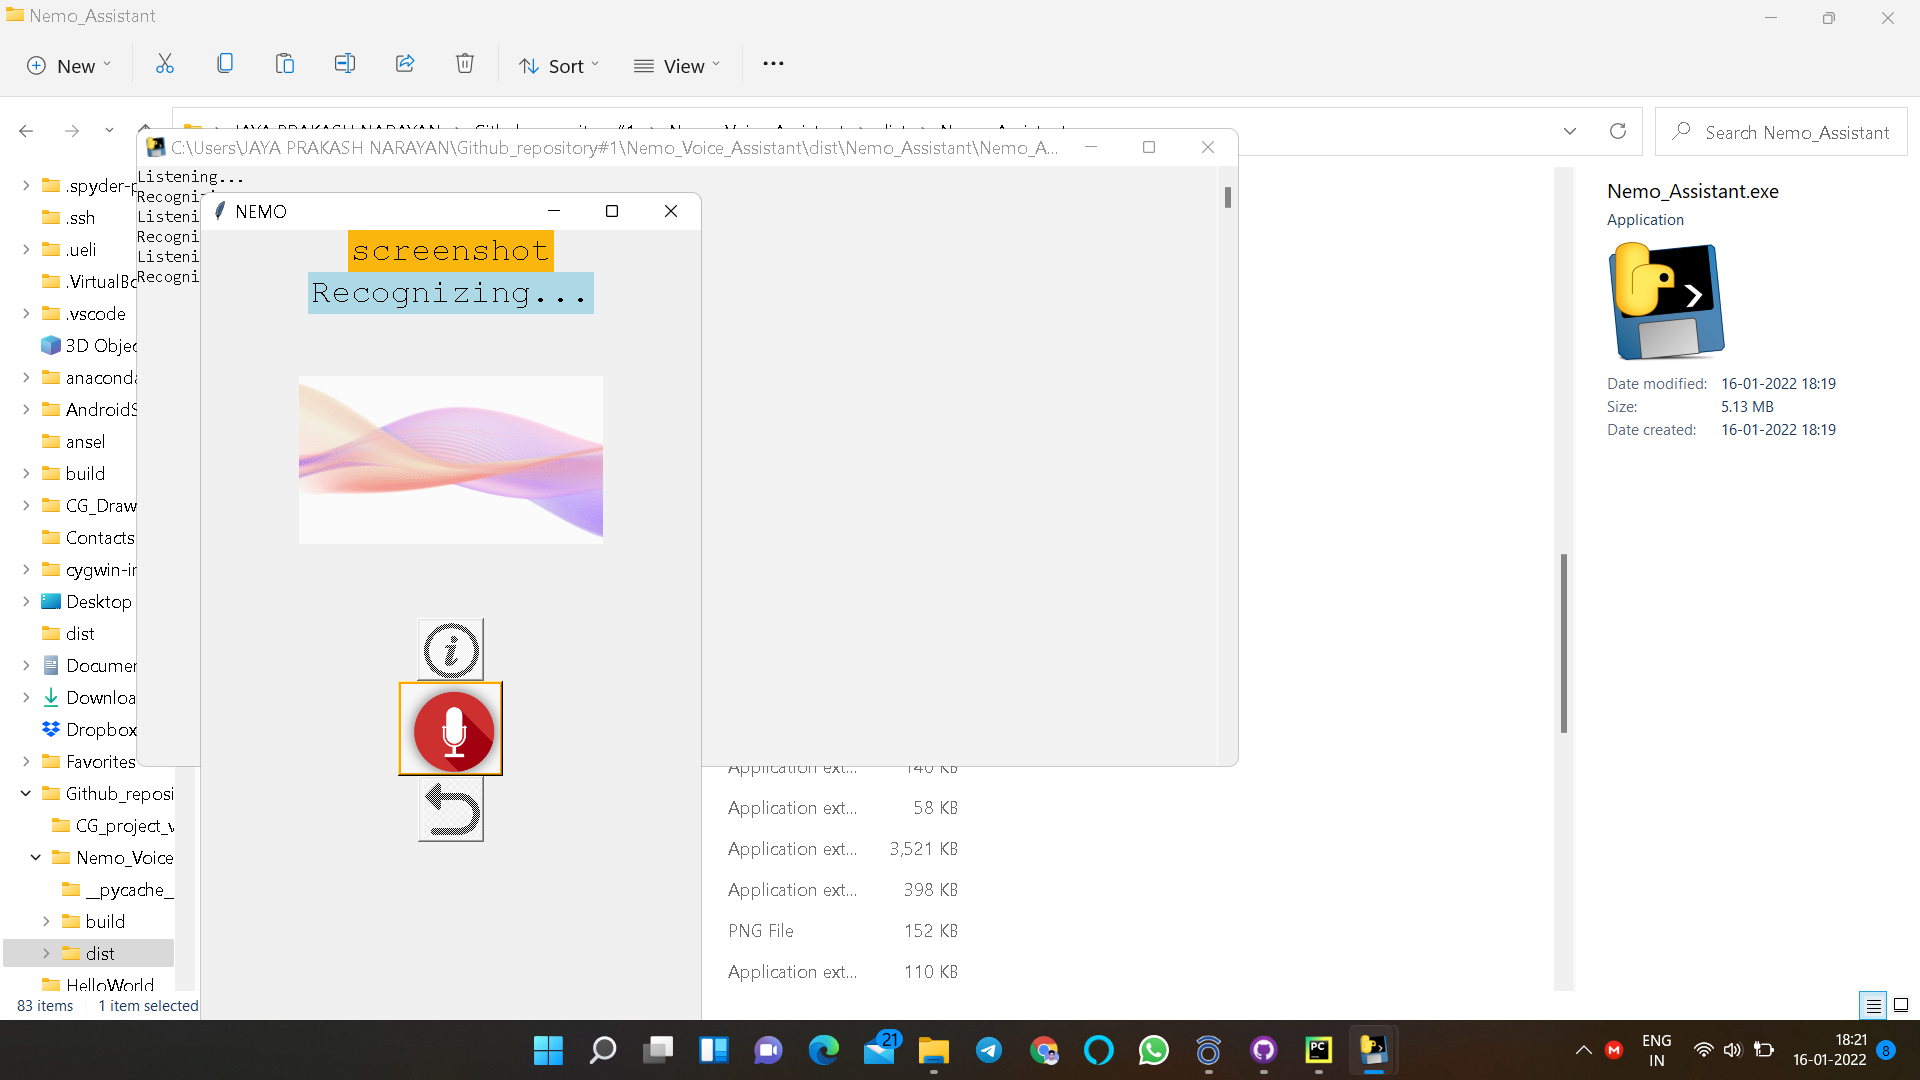 Nemo_Assistant
New
Sort
View
Search Nemo_Assistant
C:\Users\JAYA PRAKASH NARAYAN\Github_repository#1\Nemo_Voice_Assistant\dist\Nemo_Assistant\Nemo_A...
Listening...
Recogni
Listeni
Recogni
Listeni
Recogni
NEMO
screenshot
Recognizing...
.spyder-p
.ssh
.ueli
.VirtualBo
.vscode
3D Objec
anaconda
AndroidS
ansel
build
CG_Draw
Contacts
cygwin-in
Desktop
dist
Documen
Downloa
Dropbox
Favorites
Github_reposi
CG_project_v
Nemo_Voice
__pycache_
build
dist
HelloWorld
83 items
1 item selected
Application ext... 140 KB
Application ext... 58 KB
Application ext... 3,521 KB
Application ext... 398 KB
PNG File 152 KB
Application ext... 110 KB
Nemo_Assistant.exe
Application
Date modified: 16-01-2022 18:19
Size: 5.13 MB
Date created: 16-01-2022 18:19
21
PC
M
ENG
IN
18:21
16-01-2022
8